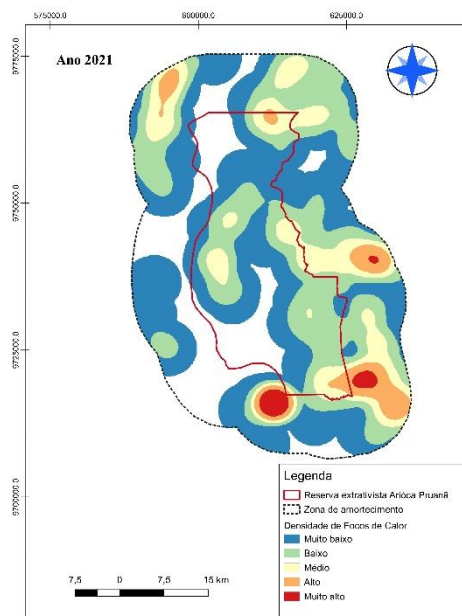 575000.0 600000.0 625000.0
Ano 2021
9775000.0
9750000.0
9725000.0
9700000.0
Legenda
Reserva extrativista Arióca Pruanã
Zona de amortecimento
Densidade de Focos de Calor
Muito baixo
Baixo
Médio
Alto
Muito alto
7,5 0 7,5 15 km